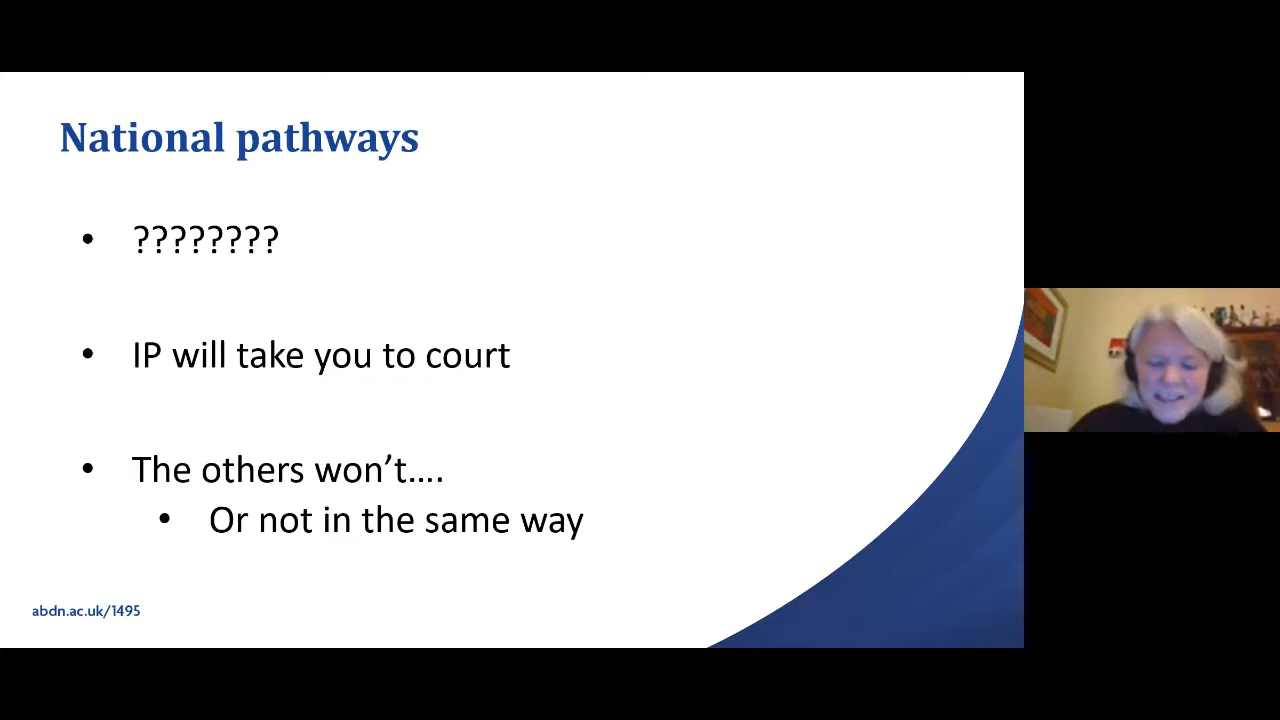 National pathways
• ????????
• IP will take you to court
• The others won’t….
• Or not in the same way
abdn.ac.uk/1495